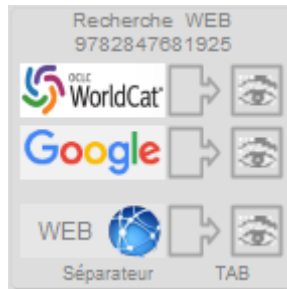 Recherche WEB
9782847681925
OCLC
WorldCat
Google
WEB
Séparateur TAB